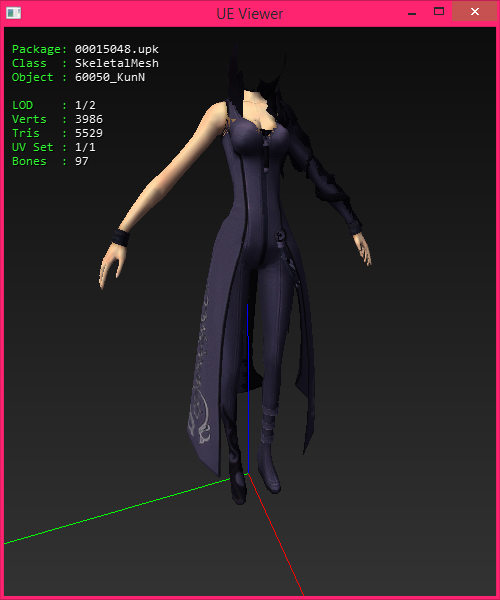 UE Viewer
Package: 00015048.upk
Class : SkeletalMesh
Object : 60050_KunN
LOD : 1/2
Verts : 3986
Tris : 5529
UV Set : 1/1
Bones : 97